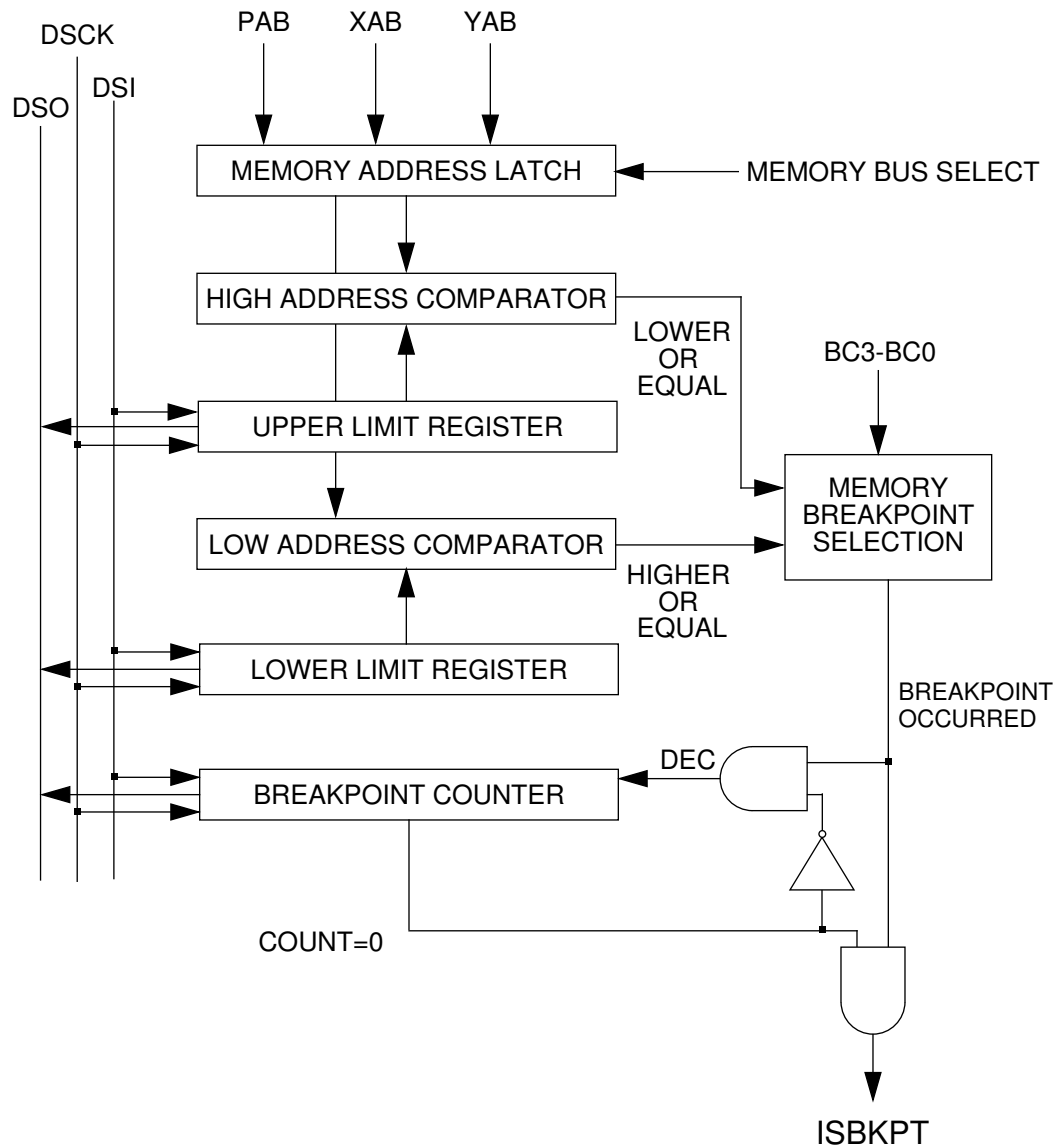 PAB XAB YAB
DSCK
DSI
DSO
MEMORY ADDRESS LATCH
MEMORY BUS SELECT
HIGH ADDRESS COMPARATOR
LOWER
OR
EQUAL
BC3-BC0
UPPER LIMIT REGISTER
MEMORY
BREAKPOINT
SELECTION
LOW ADDRESS COMPARATOR
HIGHER
OR
EQUAL
LOWER LIMIT REGISTER
BREAKPOINT
OCCURRED
DEC
BREAKPOINT COUNTER
COUNT=0
ISBKPT